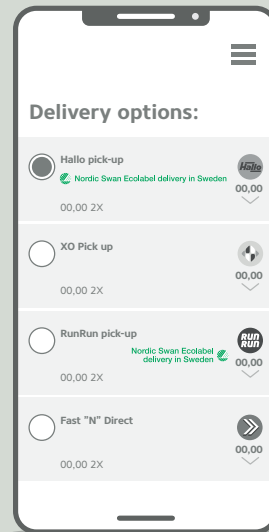 Delivery options:
Hallo pick-up
Hallo
Nordic Swan Ecolabel delivery in Sweden
00,00
00,00 2X
XO Pick up
00,00
00,00 2X
RunRun pick-up
RUN
RUN
Nordic Swan Ecolabel
delivery in Sweden
00,00
00,00 2X
Fast "N" Direct
00,00
00,00 2X